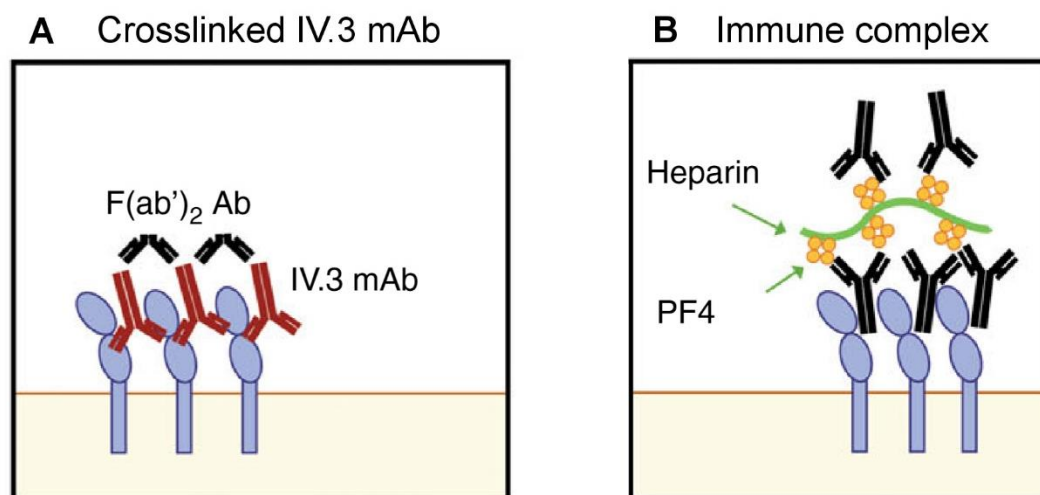 A Crosslinked IV.3 mAb
F(ab')₂ Ab
IV.3 mAb
B Immune complex
Heparin
PF4